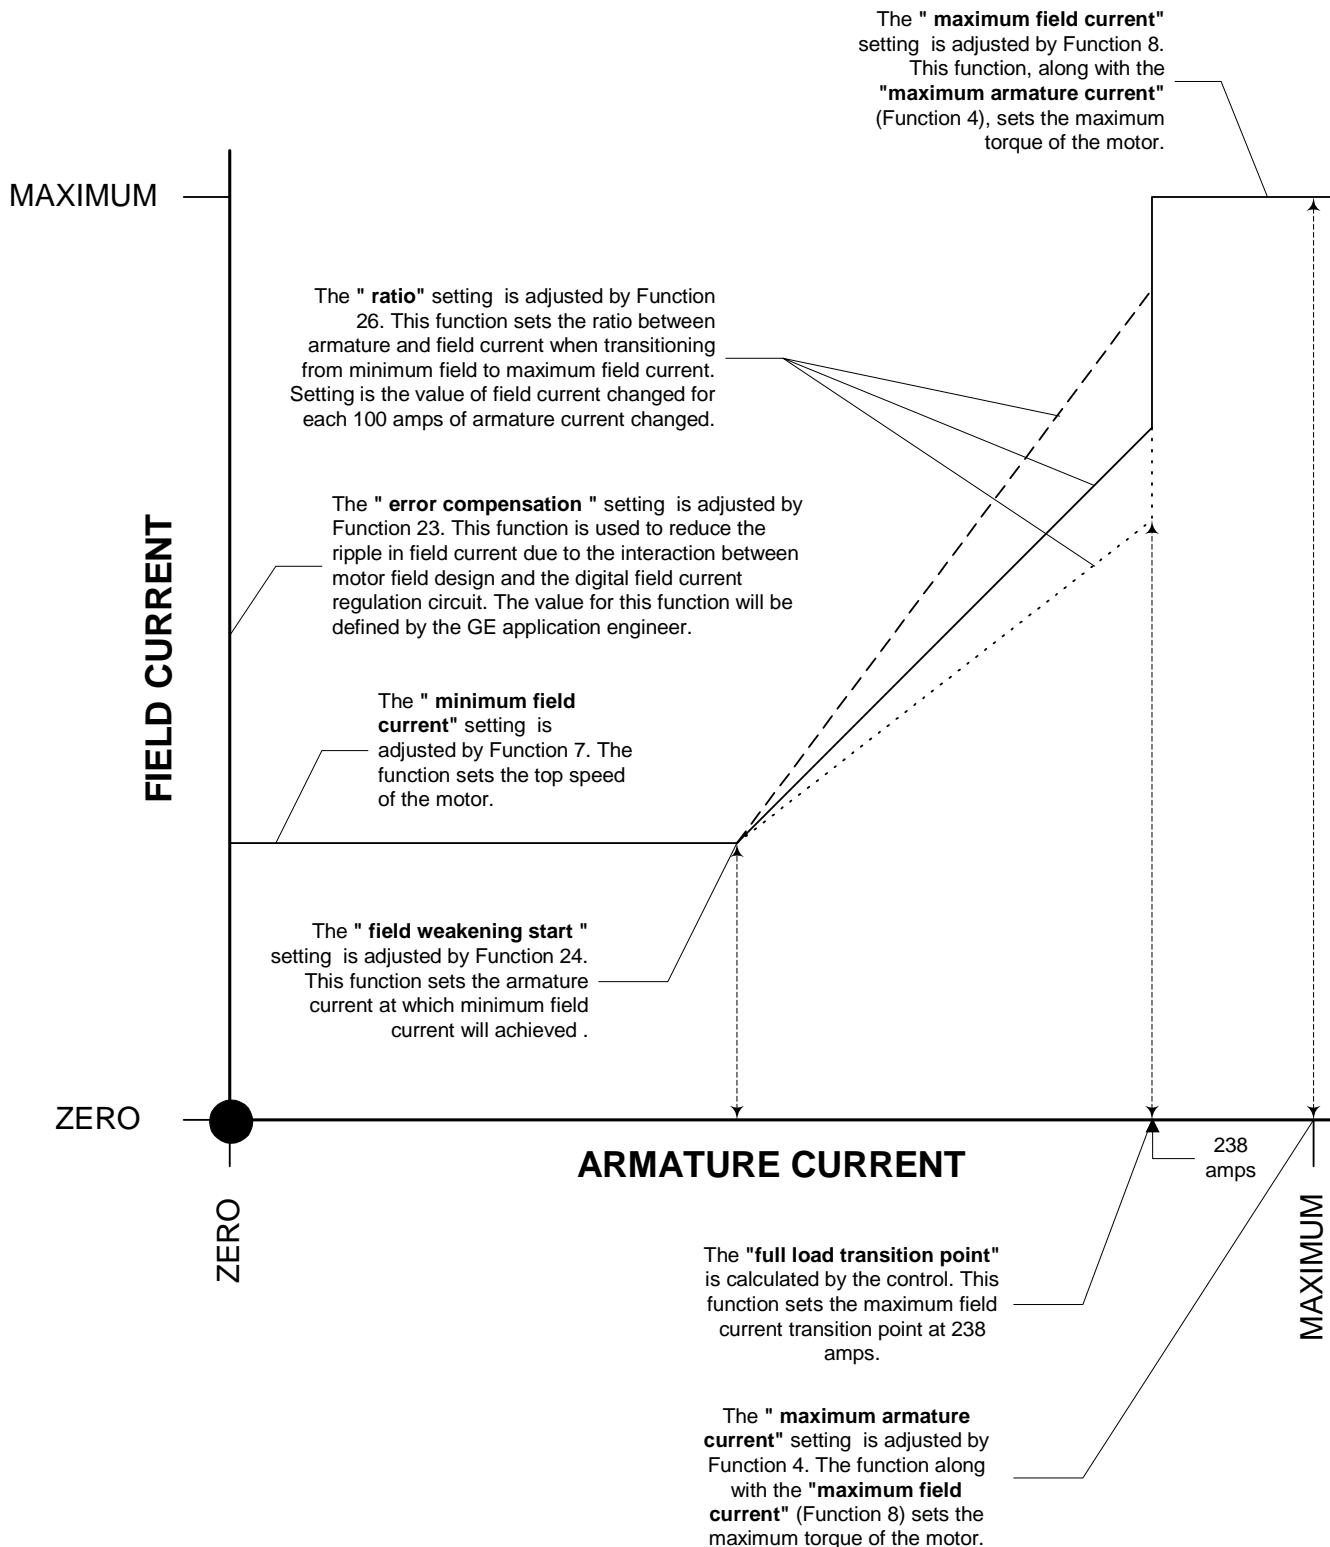 The " maximum field current"
setting  is adjusted by Function 8.
This function, along with the
"maximum armature current"
(Function 4), sets the maximum
torque of the motor.
MAXIMUM
The " ratio" setting  is adjusted by Function
26. This function sets the ratio between
armature and field current when transitioning
from minimum field to maximum field current.
Setting is the value of field current changed for
each 100 amps of armature current changed.
The " error compensation " setting  is adjusted by
Function 23. This function is used to reduce the
ripple in field current due to the interaction between
motor field design and the digital field current
regulation circuit. The value for this function will be
defined by the GE application engineer.
FIELD CURRENT
The " minimum field
current" setting  is
adjusted by Function 7. The
function sets the top speed
of the motor.
The " field weakening start "
setting  is adjusted by Function 24.
This function sets the armature
current at which minimum field
current will achieved .
ZERO
ARMATURE CURRENT
238
amps
ZERO
MAXIMUM
The "full load transition point"
is calculated by the control. This
function sets the maximum field
current transition point at 238
amps.
The " maximum armature
current" setting  is adjusted by
Function 4. The function along
with the "maximum field
current" (Function 8) sets the
maximum torque of the motor.